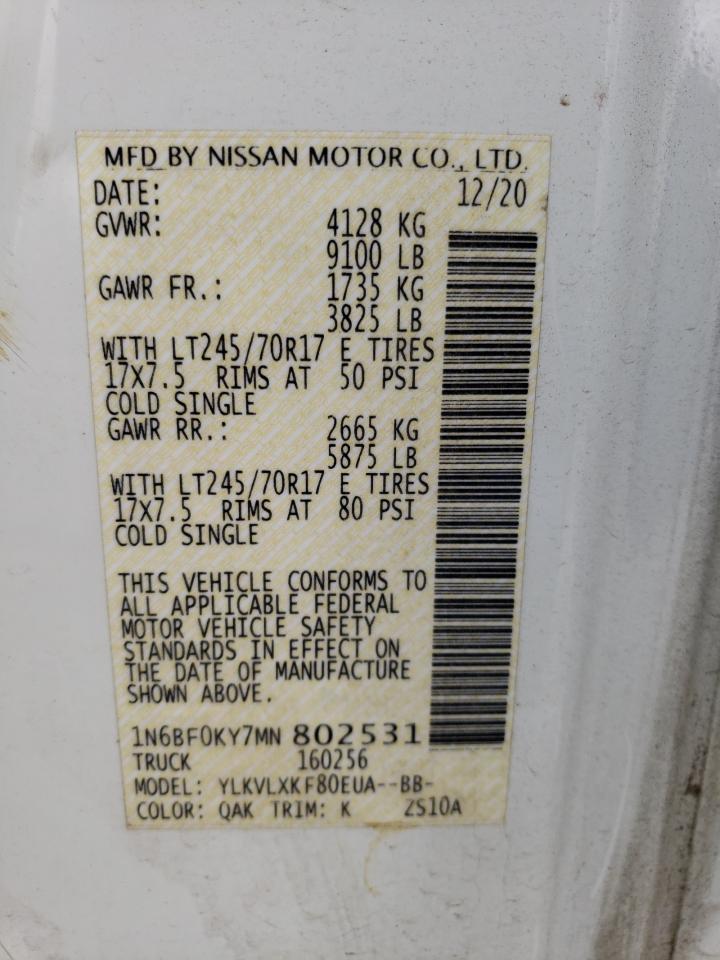 MFD BY NISSAN MOTOR CO., LTD.
DATE: 12/20
GVWR: 4128 KG
9100 LB
GAWR FR.: 1735 KG
3825 LB
WITH LT245/70R17 E TIRES
17X7.5 RIMS AT 50 PSI
COLD SINGLE
GAWR RR.: 2665 KG
5875 LB
WITH LT245/70R17 E TIRES
17X7.5 RIMS AT 80 PSI
COLD SINGLE
THIS VEHICLE CONFORMS TO
ALL APPLICABLE FEDERAL
MOTOR VEHICLE SAFETY
STANDARDS IN EFFECT ON
THE DATE OF MANUFACTURE
SHOWN ABOVE.
1N6BF0KY7MN 802531
TRUCK 160256
MODEL: YLKVLXKF80EUA--BB-
COLOR: QAK TRIM: K ZS10A